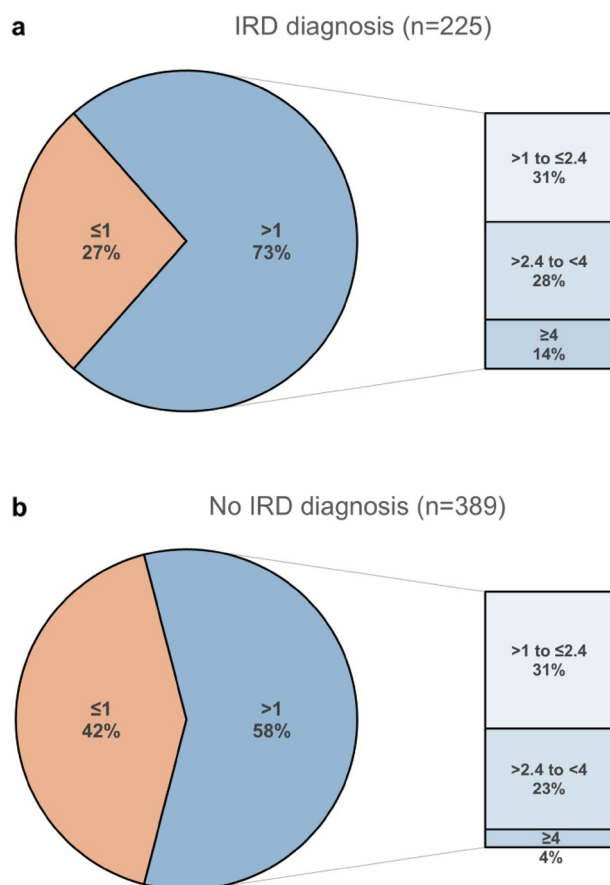 a
IRD diagnosis (n=225)
≤1
27%
>1
73%
>1 to ≤2.4
31%
>2.4 to <4
28%
≥4
14%
b
No IRD diagnosis (n=389)
≤1
42%
>1
58%
>1 to ≤2.4
31%
>2.4 to <4
23%
≥4
4%